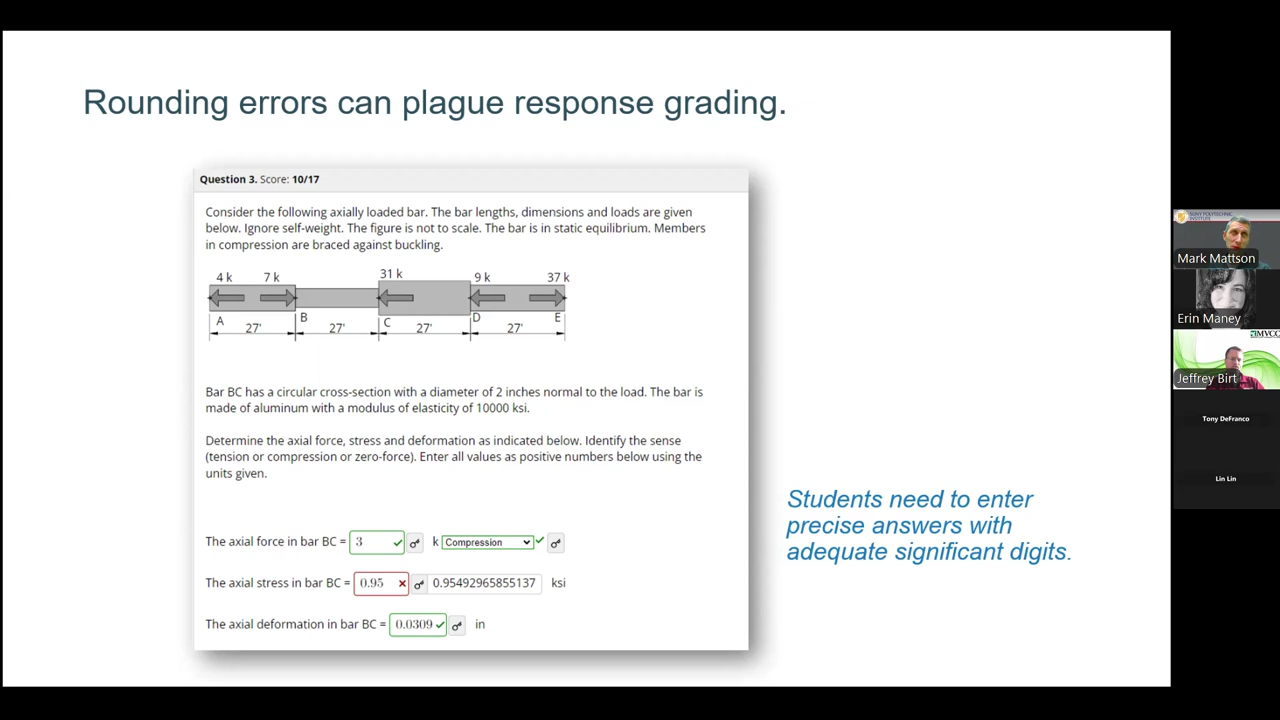 Rounding errors can plague response grading.
Question 3. Score: 10/17
Consider the following axially loaded bar. The bar lengths, dimensions and loads are given
below. Ignore self-weight. The figure is not to scale. The bar is in static equilibrium. Members
in compression are braced against buckling.
4 k 7 k 31 k 9 k 37 k
A B C D E
27' 27' 27' 27'
Bar BC has a circular cross-section with a diameter of 2 inches normal to the load. The bar is
made of aluminum with a modulus of elasticity of 10000 ksi.
Determine the axial force, stress and deformation as indicated below. Identify the sense
(tension or compression or zero-force). Enter all values as positive numbers below using the
units given.
The axial force in bar BC = 3 k Compression
The axial stress in bar BC = 0.95 0.95492965855137 ksi
The axial deformation in bar BC = 0.0309 in
Students need to enter
precise answers with
adequate significant digits.
SUNY POLYTECHNIC
INSTITUTE
Mark Mattson
Erin Maney
MVCC
Jeffrey Birt
Tony DeFranco
Lin Lin